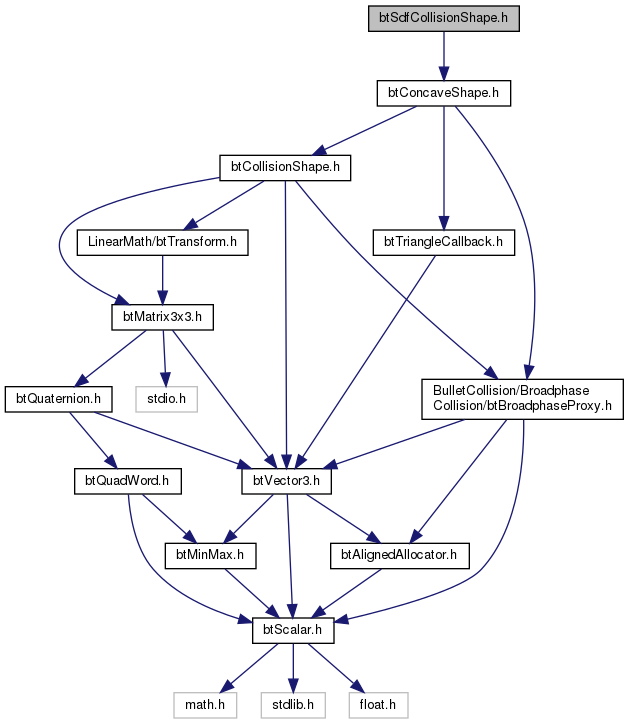 btSdfCollisionShape.h
btConcaveShape.h
btCollisionShape.h
LinearMath/btTransform.h
btTriangleCallback.h
btMatrix3x3.h
btQuaternion.h
stdio.h
BulletCollision/Broadphase
Collision/btBroadphaseProxy.h
btQuadWord.h
btVector3.h
btMinMax.h
btAlignedAllocator.h
btScalar.h
math.h
stdlib.h
float.h